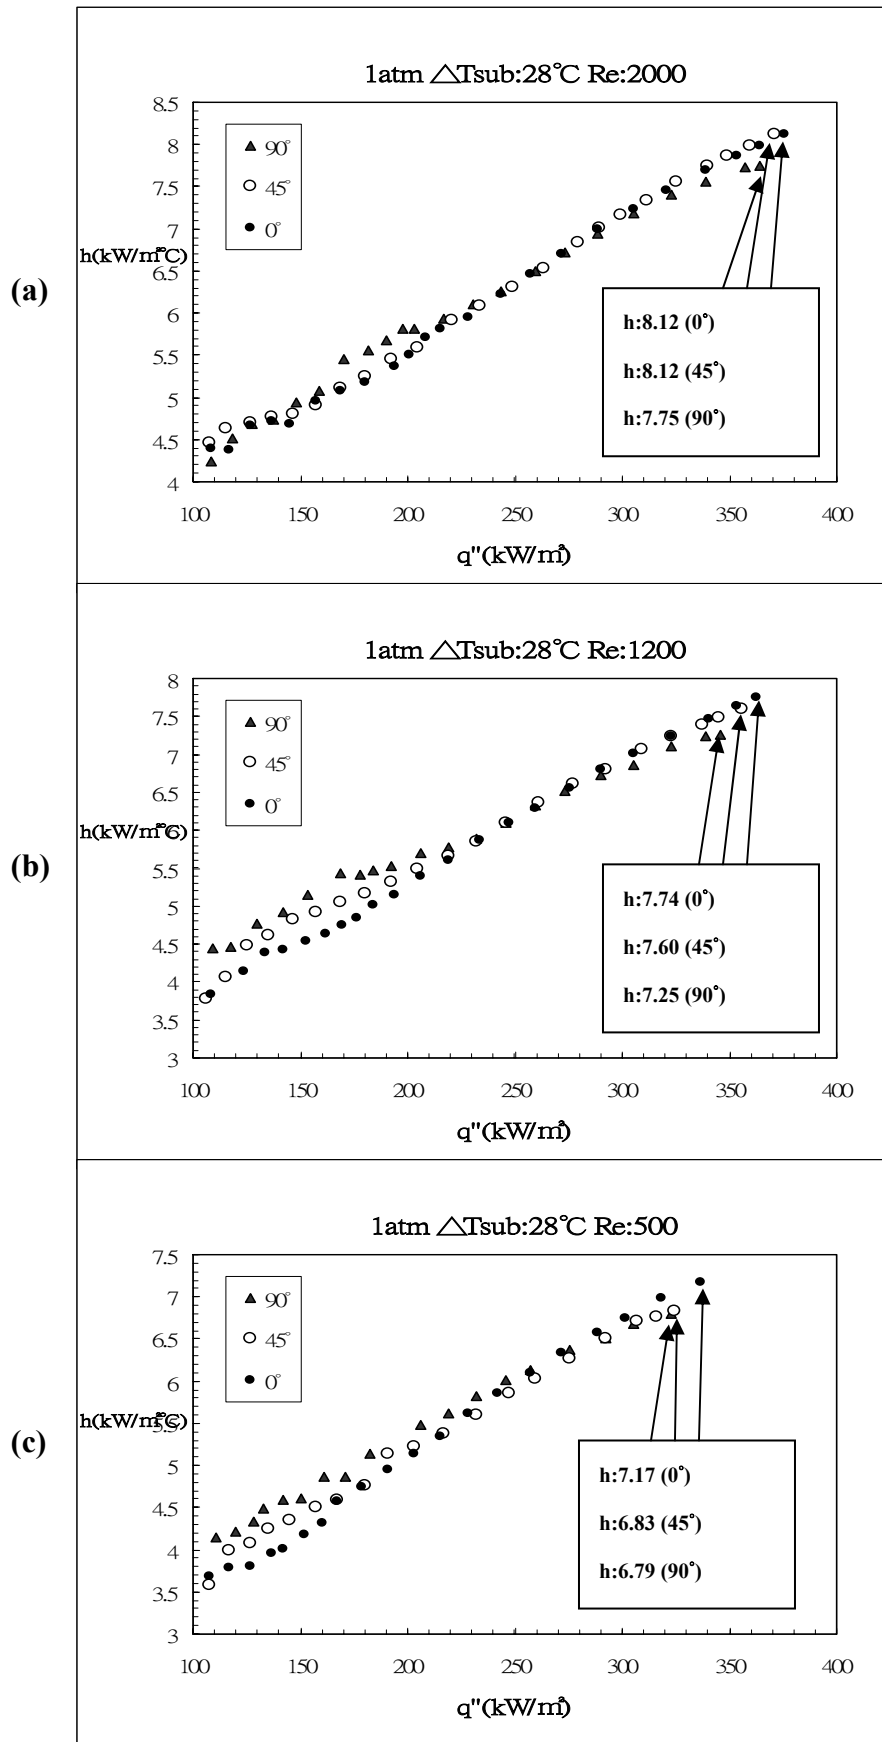 (a)
1atm △Tsub:28℃ Re:2000
8.5
8
7.5
7
6.5
6
5.5
5
4.5
4
h(kW/m²℃)
90°
45°
0°
h:8.12 (0°)
h:8.12 (45°)
h:7.75 (90°)
100 150 200 250 300 350 400
q"(kW/m²)
(b)
1atm △Tsub:28℃ Re:1200
8
7.5
7
6.5
6
5.5
5
4.5
4
3.5
3
h(kW/m²℃)
90°
45°
0°
h:7.74 (0°)
h:7.60 (45°)
h:7.25 (90°)
100 150 200 250 300 350 400
q"(kW/m²)
(c)
1atm △Tsub:28℃ Re:500
7.5
7
6.5
6
5.5
5
4.5
4
3.5
3
h(kW/m²℃)
90°
45°
0°
h:7.17 (0°)
h:6.83 (45°)
h:6.79 (90°)
100 150 200 250 300 350 400
q"(kW/m²)